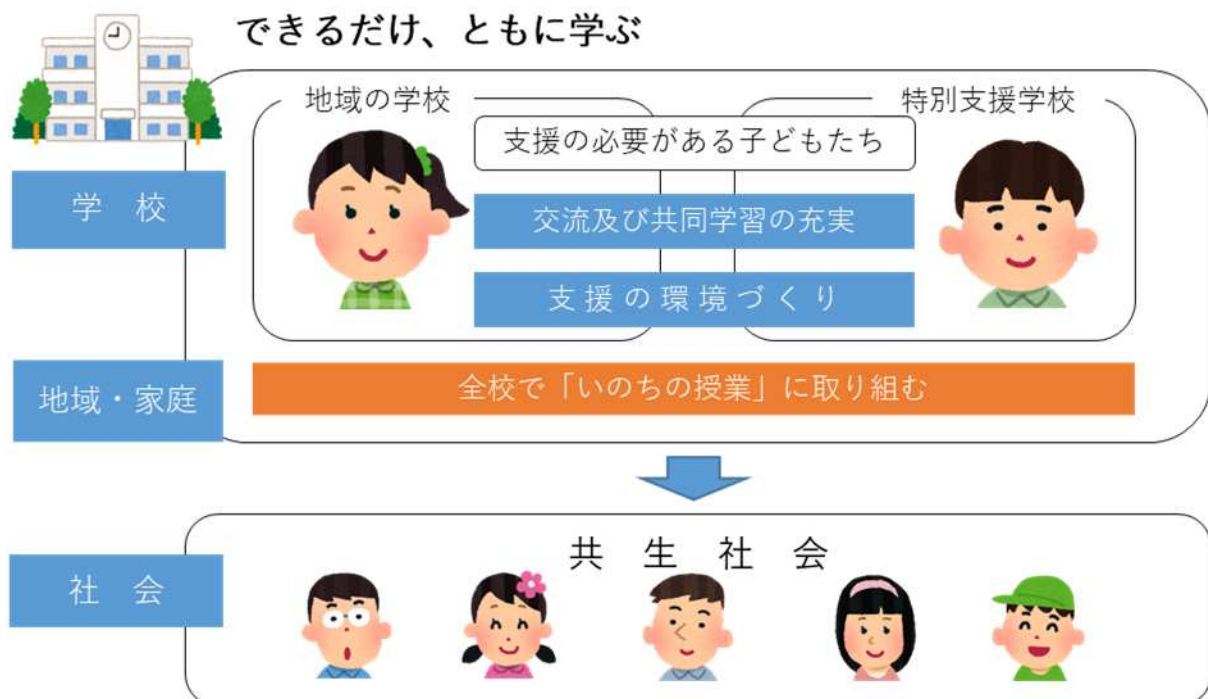 できるだけ、ともに学ぶ
地域の学校
特別支援学校
支援の必要がある子どもたち
学　校
交流及び共同学習の充実
支援の環境づくり
地域・家庭
全校で「いのちの授業」に取り組む
共　生　社　会
社　会